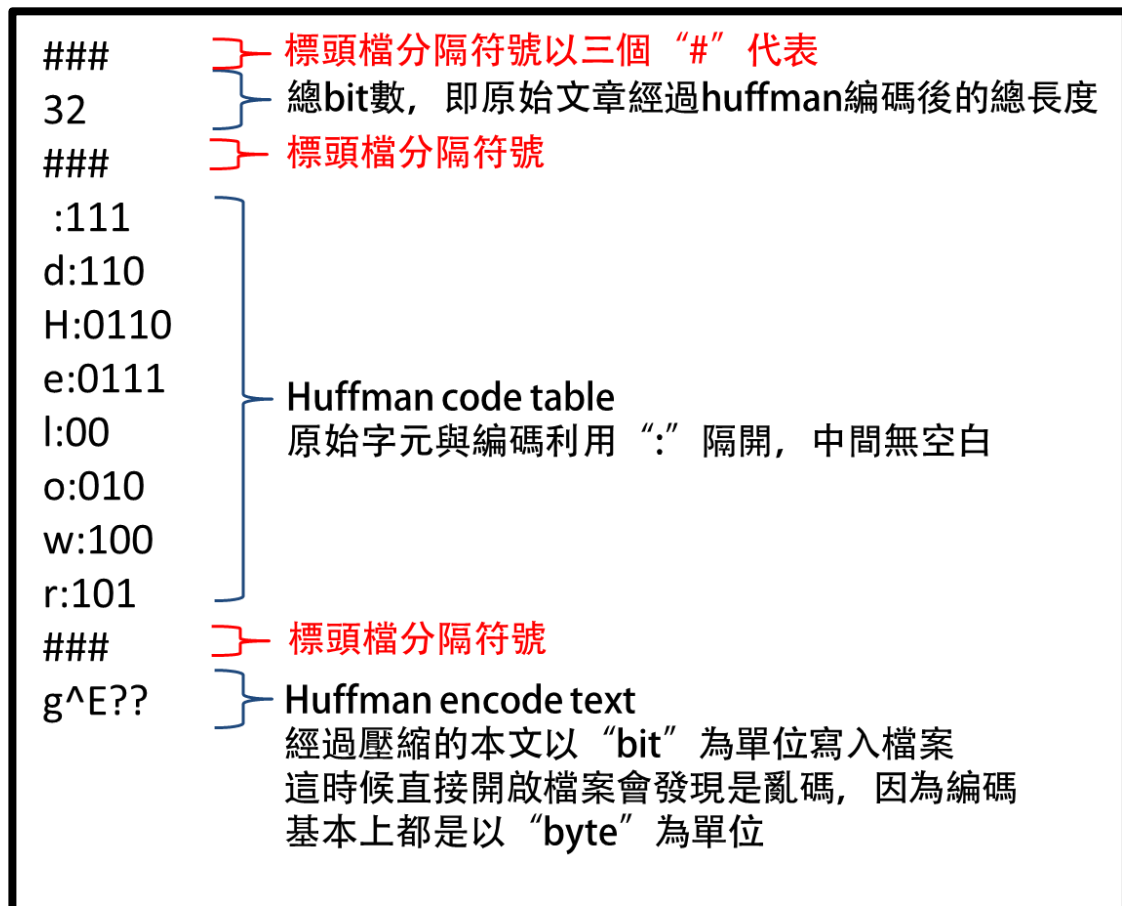 ### 標頭檔分隔符號以三個“#”代表
32 總bit數，即原始文章經過huffman編碼後的總長度
### 標頭檔分隔符號
 :111
d:110
H:0110
e:0111
l:00
o:010
w:100
r:101
Huffman code table
原始字元與編碼利用“:”隔開，中間無空白
### 標頭檔分隔符號
g^E?? Huffman encode text
經過壓縮的本文以“bit”為單位寫入檔案
這時候直接開啟檔案會發現是亂碼，因為編碼
基本上都是以“byte”為單位